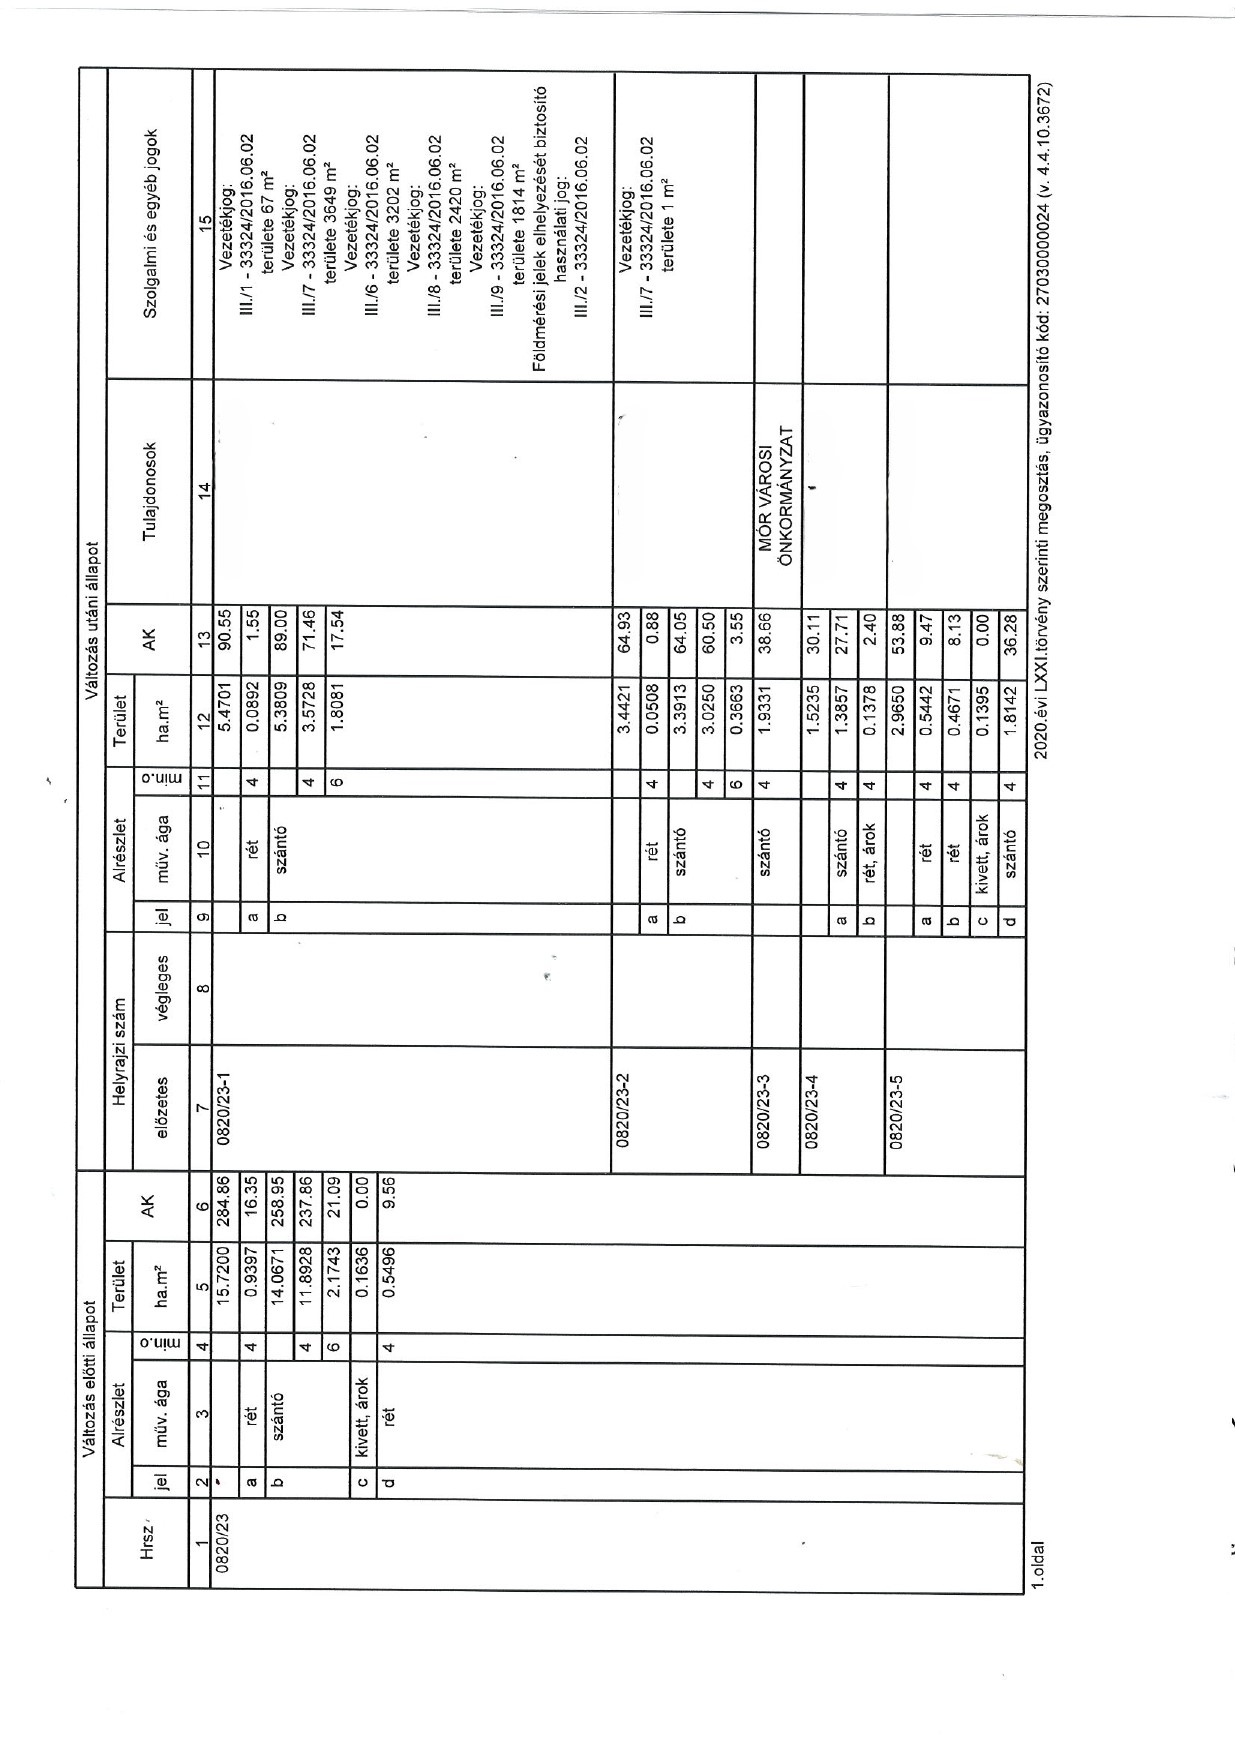 Változás előtti állapot Változás utáni állapot
Hrsz Alrészlet Terület AK Helyrajzi szám Alrészlet Terület AK Tulajdonosok Szolgalmi és egyéb jogok
jel műv. ága min.o ha.m² előzetes végleges jel műv. ága min.o ha.m²
1 2 3 4 5 6 7 8 9 10 11 12 13 14 15
0820/23 15.7200 284.86
a rét 4 0.9397 16.35
b szántó 14.0671 258.95
4 11.8928 237.86
6 2.1743 21.09
c kivett, árok 0.1636 0.00
d rét 4 0.5496 9.56
0820/23-1 5.4701 90.55
a rét 4 0.0892 1.55
b szántó 5.3809 89.00
4 3.5728 71.46
6 1.8081 17.54
Vezetékjog:
III./1 - 33324/2016.06.02
területe 67 m²
Vezetékjog:
III./7 - 33324/2016.06.02
területe 3649 m²
Vezetékjog:
III./6 - 33324/2016.06.02
területe 3202 m²
Vezetékjog:
III./8 - 33324/2016.06.02
területe 2420 m²
Vezetékjog:
III./9 - 33324/2016.06.02
területe 1814 m²
Földmérési jelek elhelyezését biztosító
használati jog:
III./2 - 33324/2016.06.02
0820/23-2 3.4421 64.93
a rét 4 0.0508 0.88
b szántó 3.3913 64.05
4 3.0250 60.50
6 0.3663 3.55
Vezetékjog:
III./7 - 33324/2016.06.02
területe 1 m²
0820/23-3 szántó 4 1.9331 38.66 MÓR VÁROSI
ÖNKORMÁNYZAT
0820/23-4 1.5235 30.11
a szántó 4 1.3857 27.71
b rét, árok 4 0.1378 2.40
0820/23-5 2.9650 53.88
a rét 4 0.5442 9.47
b rét 4 0.4671 8.13
c kivett, árok 0.1395 0.00
d szántó 4 1.8142 36.28
1.oldal 2020.évi LXXI.törvény szerinti megosztás, ügyazonosító kód: 27030000024 (v. 4.4.10.3672)